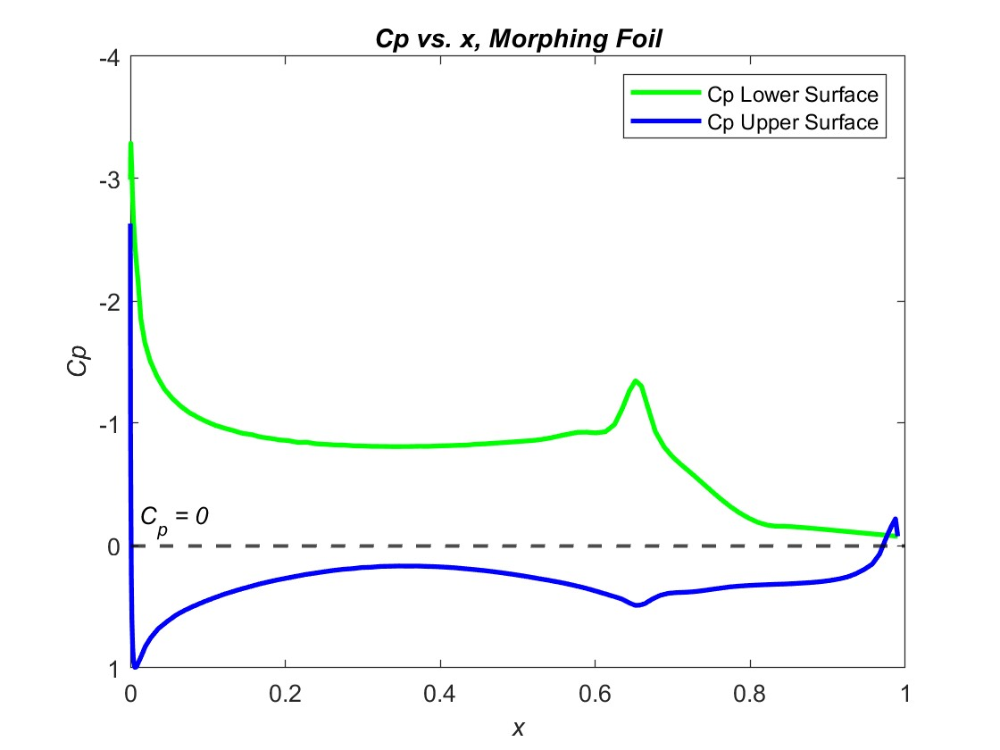 Cp vs. x, Morphing Foil
-4
-3
-2
-1
0
1
Cp
Cp Lower Surface
Cp Upper Surface
Cp = 0
0
0.2
0.4
0.6
0.8
1
x